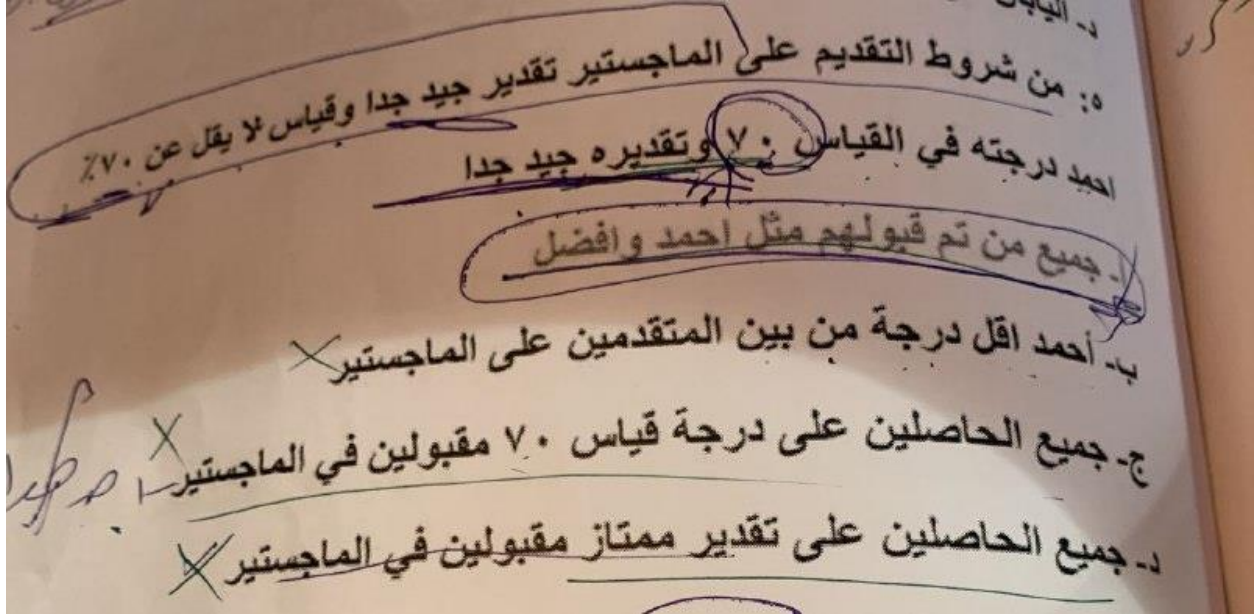 د- اليابان
٥: من شروط التقديم على الماجستير تقدير جيد جدا وقياس لا يقل عن ٧٠٪
احمد درجته في القياس ٧٠ وتقديره جيد جدا
أ- جميع من تم قبولهم مثل احمد وافضل
ب- أحمد اقل درجة من بين المتقدمين على الماجستير
ج- جميع الحاصلين على درجة قياس ٧٠ مقبولين في الماجستير
د- جميع الحاصلين على تقدير ممتاز مقبولين في الماجستير